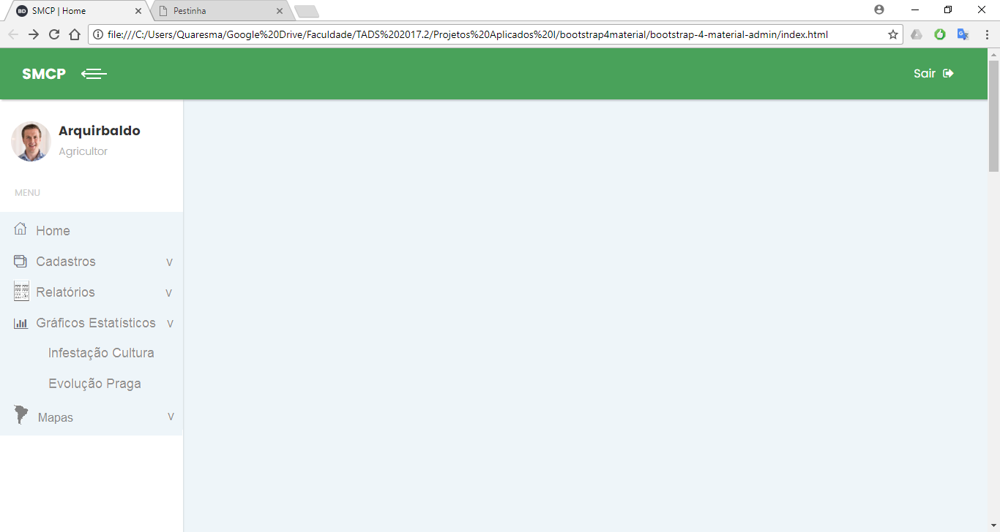 BD SMCP | Home
Pestinha
file:///C:/Users/Quaresma/Google%20Drive/Faculdade/TADS%202017.2/Projetos%20Aplicados%20I/bootstrap4material/bootstrap-4-material-admin/index.html
SMCP
Sair
Arquirbaldo
Agricultor
MENU
Home
Cadastros V
Relatórios V
Gráficos Estatísticos V
Infestação Cultura
Evolução Praga
Mapas V